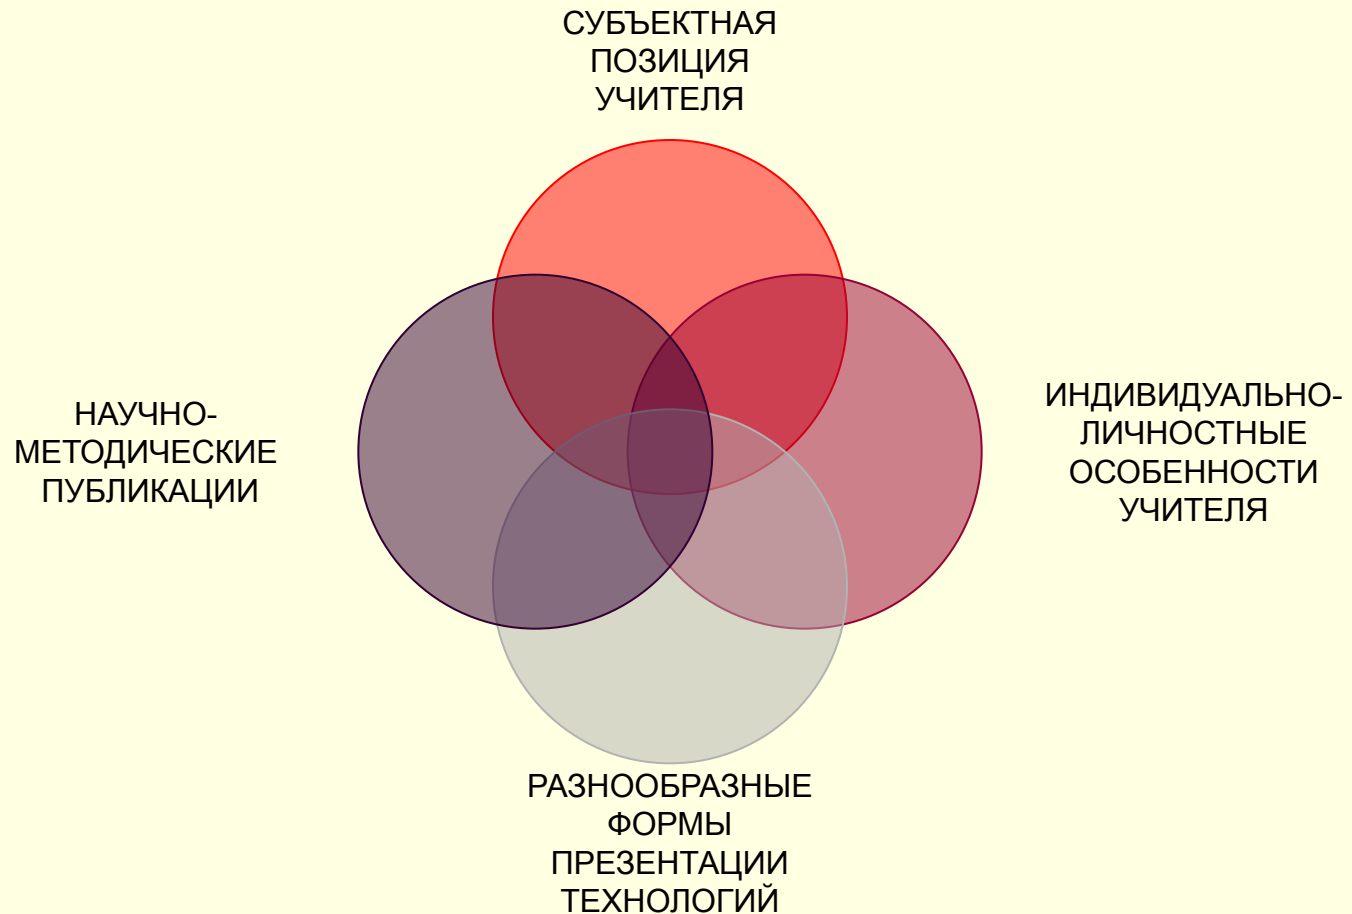 СУБЪЕКТНАЯ
ПОЗИЦИЯ
УЧИТЕЛЯ
НАУЧНО-
МЕТОДИЧЕСКИЕ
ПУБЛИКАЦИИ
ИНДИВИДУАЛЬНО-
ЛИЧНОСТНЫЕ
ОСОБЕННОСТИ
УЧИТЕЛЯ
РАЗНООБРАЗНЫЕ
ФОРМЫ
ПРЕЗЕНТАЦИИ
ТЕХНОЛОГИЙ